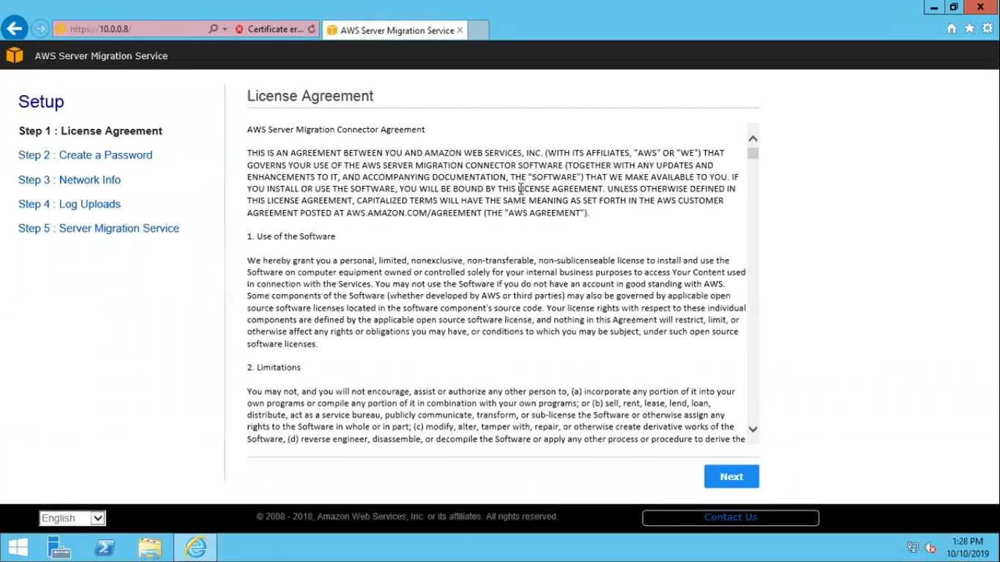 https://10.0.0.8/
Certificate er...
AWS Server Migration Service
AWS Server Migration Service
Setup
Step 1 : License Agreement
Step 2 : Create a Password
Step 3 : Network Info
Step 4 : Log Uploads
Step 5 : Server Migration Service
License Agreement
AWS Server Migration Connector Agreement
THIS IS AN AGREEMENT BETWEEN YOU AND AMAZON WEB SERVICES, INC. (WITH ITS AFFILIATES, "AWS" OR "WE") THAT
GOVERNS YOUR USE OF THE AWS SERVER MIGRATION CONNECTOR SOFTWARE (TOGETHER WITH ANY UPDATES AND
ENHANCEMENTS TO IT, AND ACCOMPANYING DOCUMENTATION, THE "SOFTWARE") THAT WE MAKE AVAILABLE TO YOU. IF
YOU INSTALL OR USE THE SOFTWARE, YOU WILL BE BOUND BY THIS LICENSE AGREEMENT. UNLESS OTHERWISE DEFINED IN
THIS LICENSE AGREEMENT, CAPITALIZED TERMS WILL HAVE THE SAME MEANING AS SET FORTH IN THE AWS CUSTOMER
AGREEMENT POSTED AT AWS.AMAZON.COM/AGREEMENT (THE "AWS AGREEMENT").
1. Use of the Software
We hereby grant you a personal, limited, nonexclusive, non-transferable, non-sublicenseable license to install and use the
Software on computer equipment owned or controlled solely for your internal business purposes to access Your Content used
in connection with the Services. You may not use the Software if you do not have an account in good standing with AWS.
Some components of the Software (whether developed by AWS or third parties) may also be governed by applicable open
source software licenses located in the software component's source code. Your license rights with respect to these individual
components are defined by the applicable open source software license, and nothing in this Agreement will restrict, limit, or
otherwise affect any rights or obligations you may have, or conditions to which you may be subject, under such open source
software licenses.
2. Limitations
You may not, and you will not encourage, assist or authorize any other person to, (a) incorporate any portion of it into your
own programs or compile any portion of it in combination with your own programs; or (b) sell, rent, lease, lend, loan,
distribute, act as a service bureau, publicly communicate, transform, or sub-license the Software or otherwise assign any
rights to the Software in whole or in part; (c) modify, alter, tamper with, repair, or otherwise create derivative works of the
Software, (d) reverse engineer, disassemble, or decompile the Software or apply any other process or procedure to derive the
Next
English
© 2008 - 2018, Amazon Web Services, Inc. or its affiliates. All rights reserved.
Contact Us
1:28 PM
10/10/2019